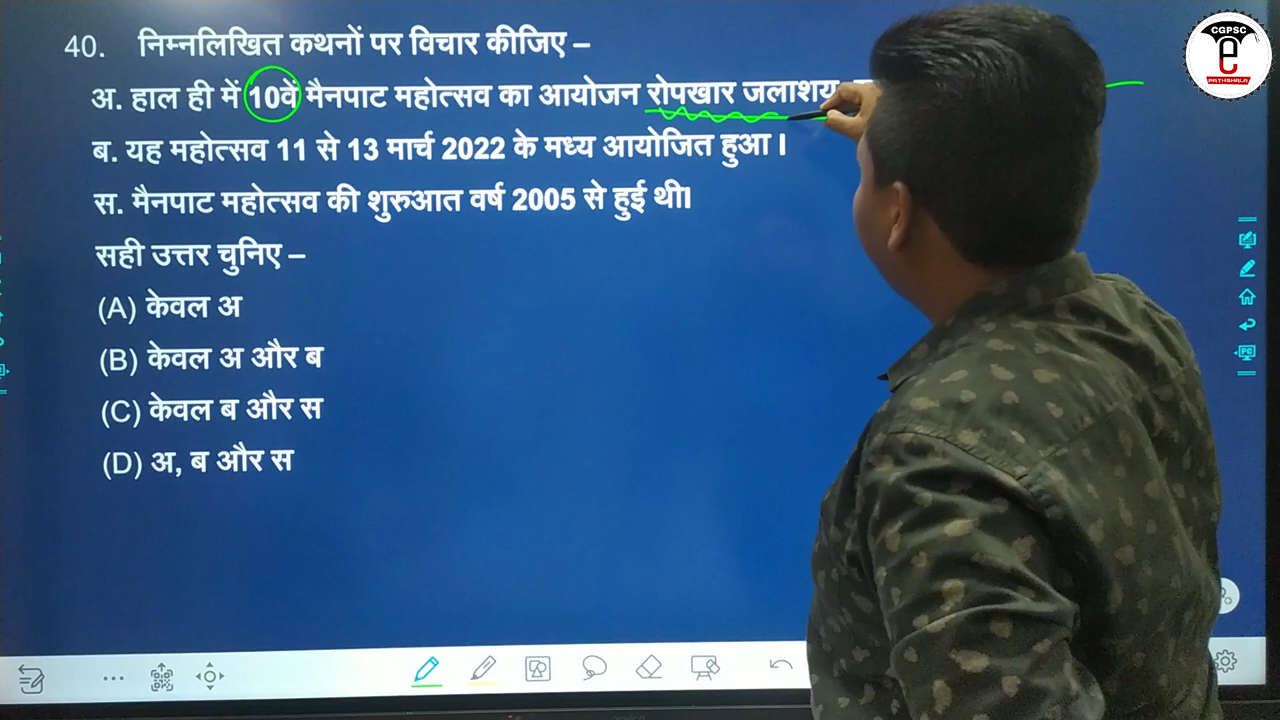 40. निम्नलिखित कथनों पर विचार कीजिए –
अ. हाल ही में 10वें मैनपाट महोत्सव का आयोजन रोपखार जलाशय
ब. यह महोत्सव 11 से 13 मार्च 2022 के मध्य आयोजित हुआ ।
स. मैनपाट महोत्सव की शुरुआत वर्ष 2005 से हुई थी।
सही उत्तर चुनिए –
(A) केवल अ
(B) केवल अ और ब
(C) केवल ब और स
(D) अ, ब और स
CGPSC
e
PATHSHALA
PC